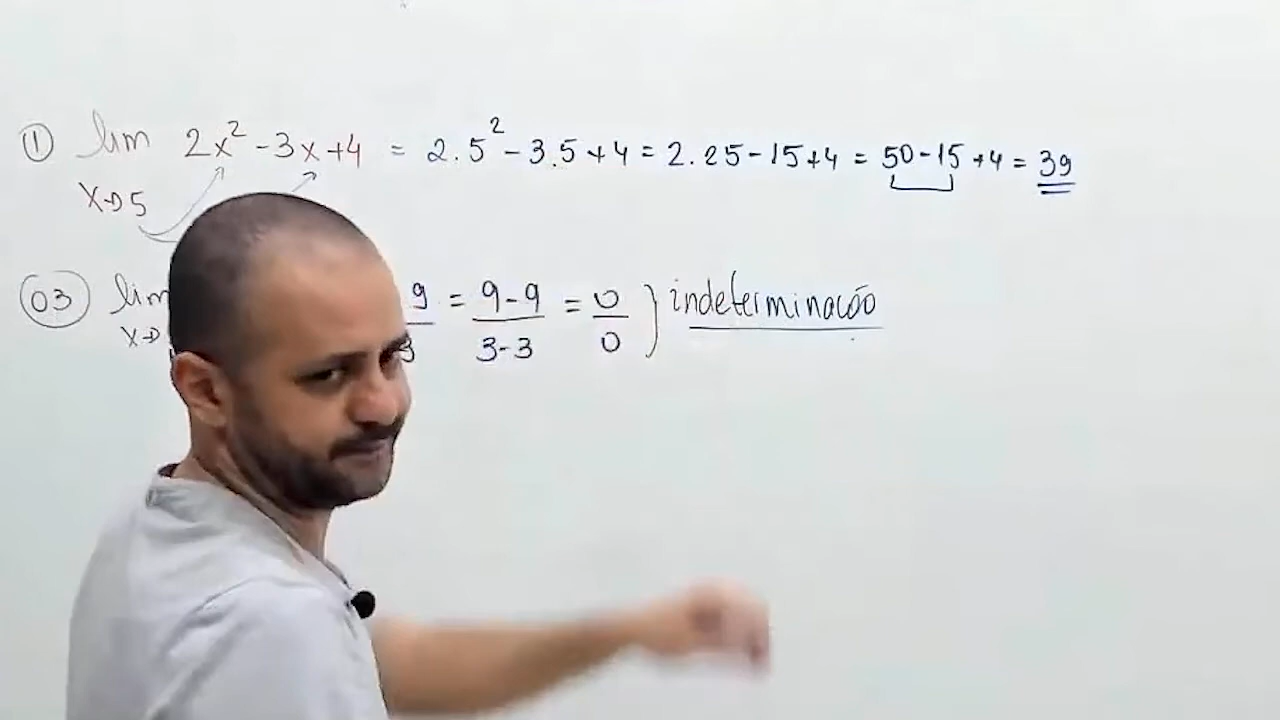 ① lim 2x² - 3x + 4 = 2.5² - 3.5 + 4 = 2.25 - 15 + 4 = 50 - 15 + 4 = 39
x→5
03 lim 9 = 9-9 = 0 } indeterminação
x→ 3 3-3 0